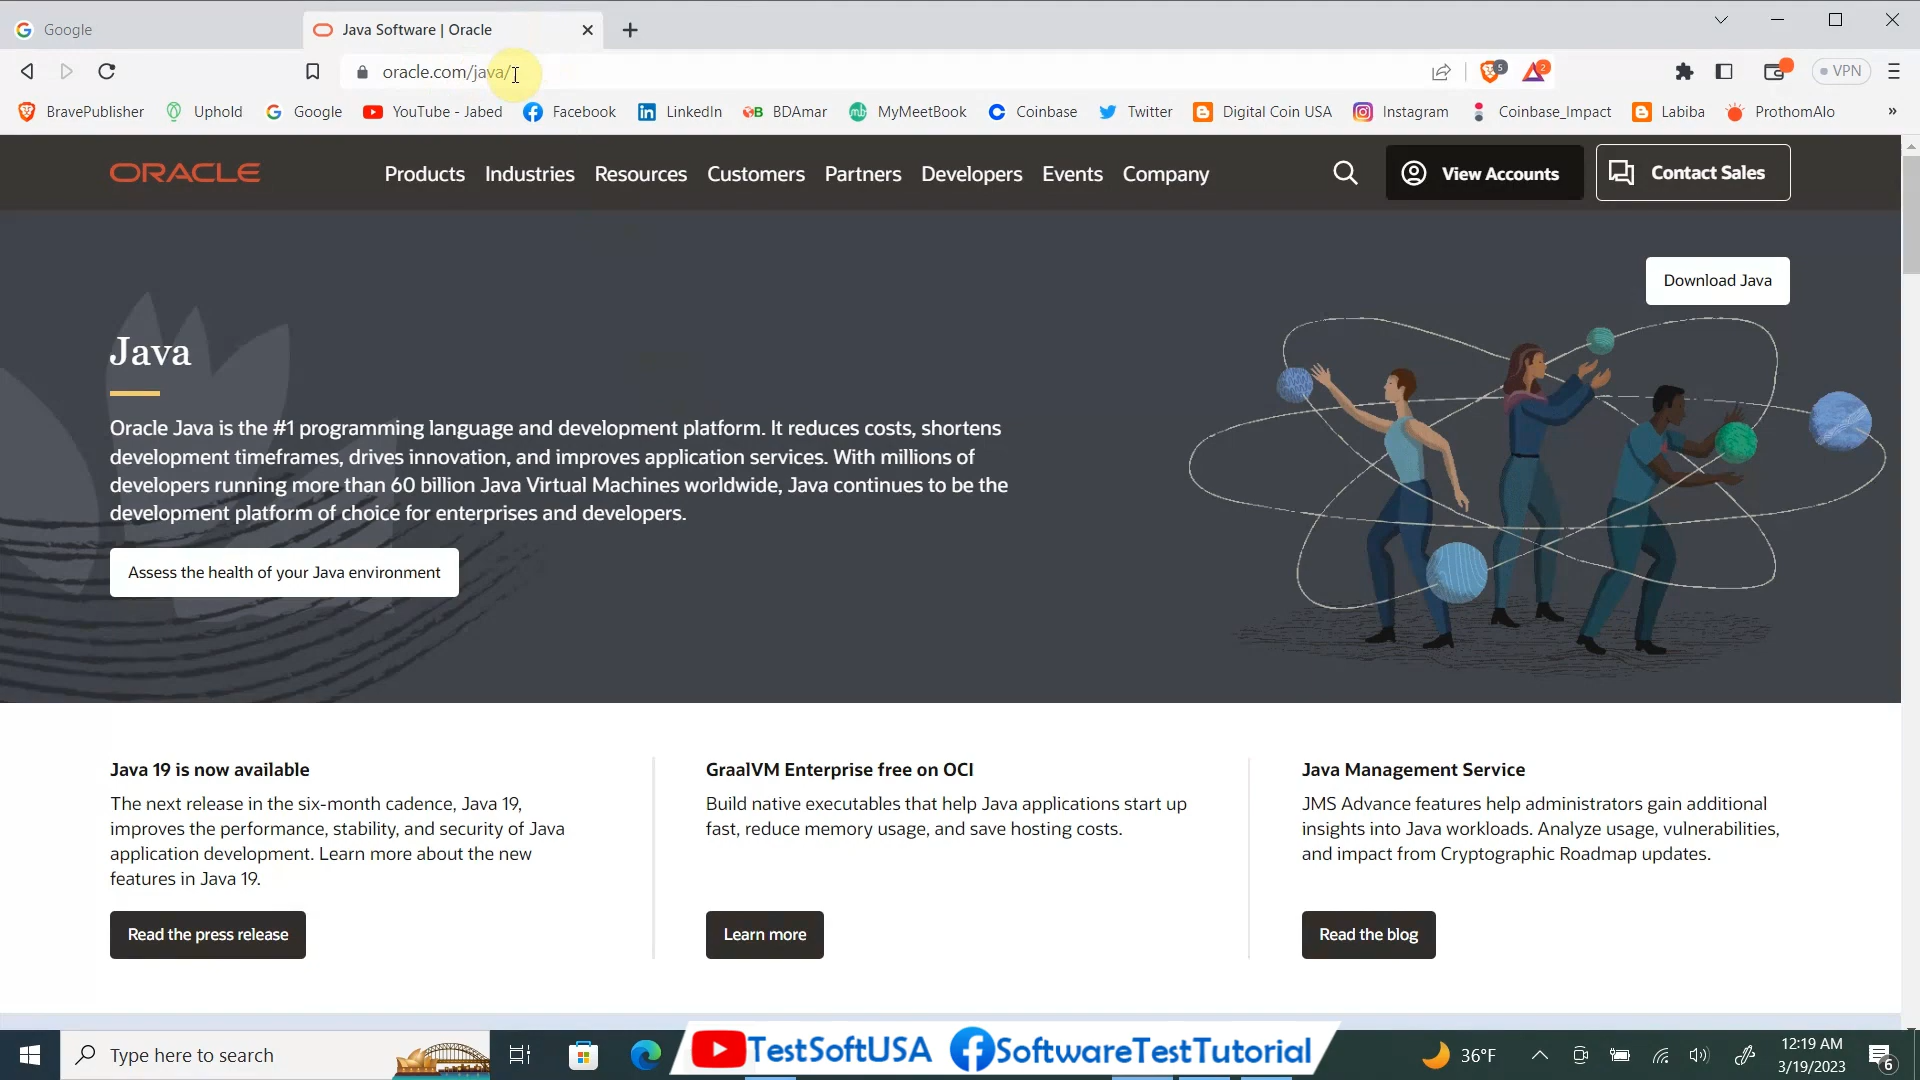 Google
Java Software | Oracle
oracle.com/java/
5
2
VPN
BravePublisher
Uphold
Google
YouTube - Jabed
Facebook
LinkedIn
BDAmar
MyMeetBook
Coinbase
Twitter
Digital Coin USA
Instagram
Coinbase_Impact
Labiba
ProthomAlo
»
ORACLE
Products
Industries
Resources
Customers
Partners
Developers
Events
Company
View Accounts
Contact Sales
Download Java
Java
Oracle Java is the #1 programming language and development platform. It reduces costs, shortens
development timeframes, drives innovation, and improves application services. With millions of
developers running more than 60 billion Java Virtual Machines worldwide, Java continues to be the
development platform of choice for enterprises and developers.
Assess the health of your Java environment
Java 19 is now available
The next release in the six-month cadence, Java 19,
improves the performance, stability, and security of Java
application development. Learn more about the new
features in Java 19.
Read the press release
GraalVM Enterprise free on OCI
Build native executables that help Java applications start up
fast, reduce memory usage, and save hosting costs.
Learn more
Java Management Service
JMS Advance features help administrators gain additional
insights into Java workloads. Analyze usage, vulnerabilities,
and impact from Cryptographic Roadmap updates.
Read the blog
Type here to search
TestSoftUSA
SoftwareTestTutorial
36°F
12:19 AM
3/19/2023
6